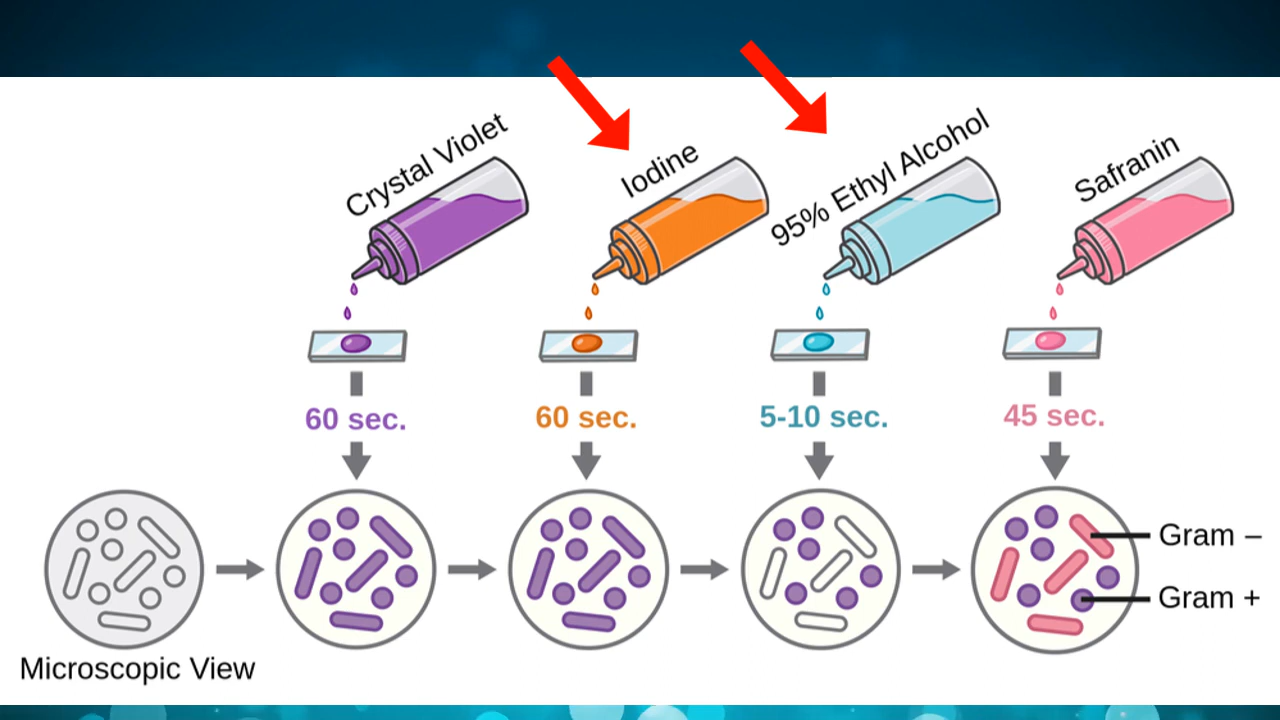 Crystal Violet
Iodine
95% Ethyl Alcohol
Safranin
60 sec.
60 sec.
5-10 sec.
45 sec.
Gram –
Gram +
Microscopic View